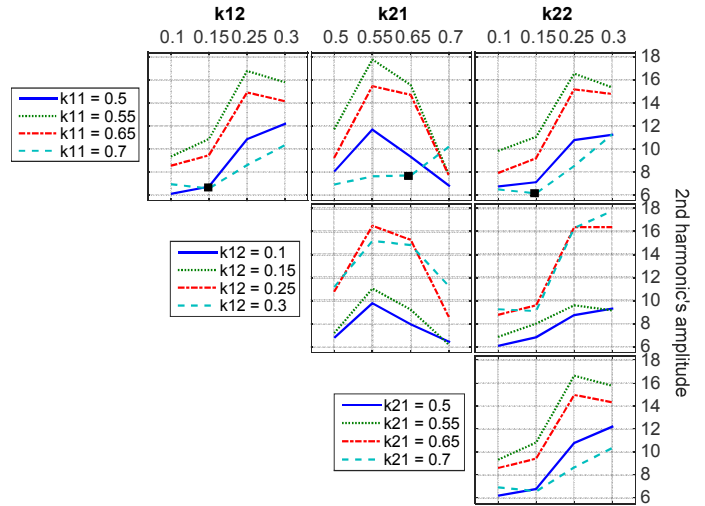 k12 k21 k22
0.1 0.15 0.25 0.3 0.5 0.55 0.65 0.7 0.1 0.15 0.25 0.3
18
16
14
12
10
8
6
k11 = 0.5
k11 = 0.55
k11 = 0.65
k11 = 0.7
18
16
14
12
10
8
6
k12 = 0.1
k12 = 0.15
k12 = 0.25
k12 = 0.3
2nd harmonic's amplitude
18
16
14
12
10
8
6
k21 = 0.5
k21 = 0.55
k21 = 0.65
k21 = 0.7